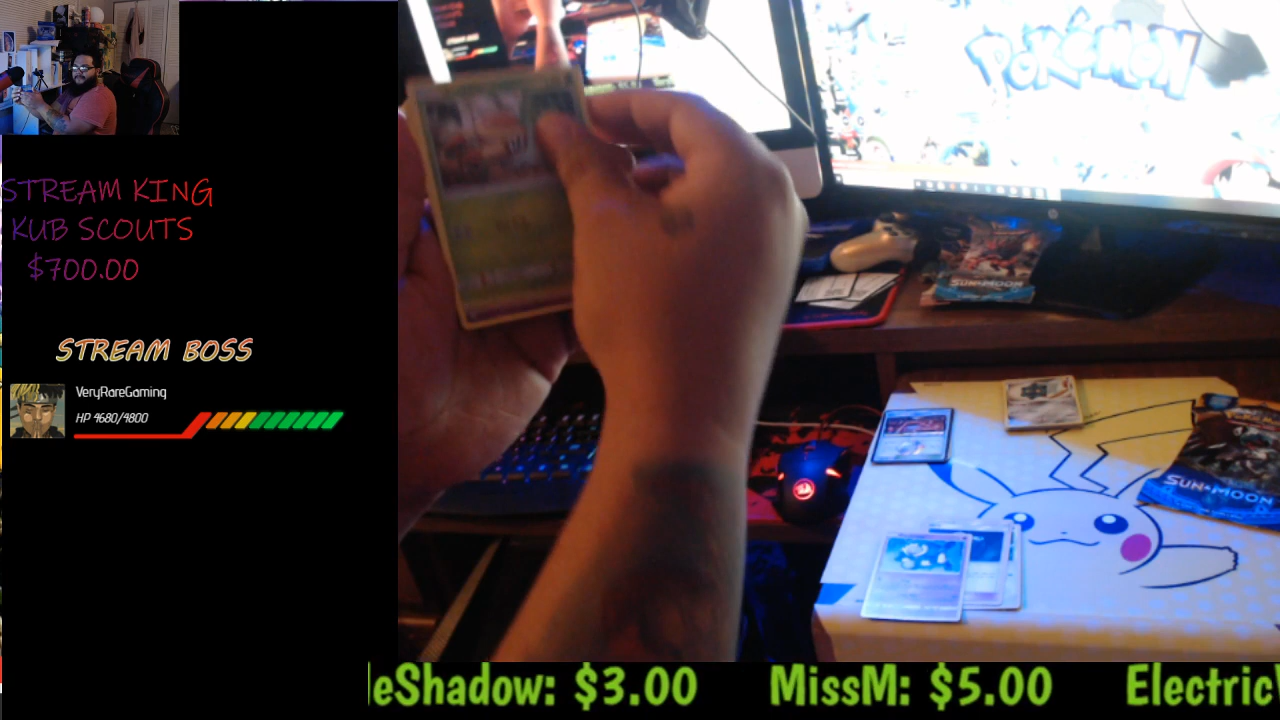 POKÉMON
STREAM KING
KUB SCOUTS
$700.00
STREAM BOSS
VeryRareGaming
HP 4680/4800
SUN & MOON
SUN & MOON
eShadow: $3.00 MissM: $5.00 Electric